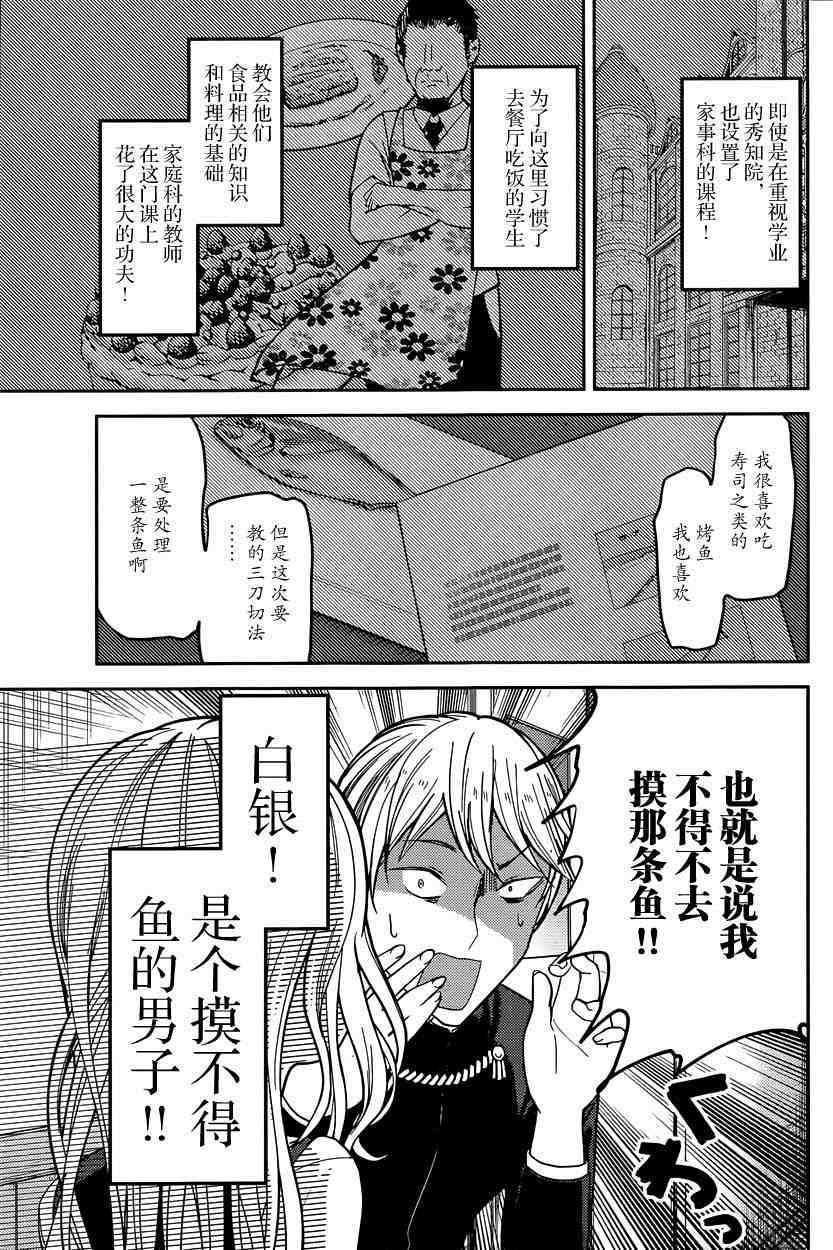 即使是在重视学业
的秀知院，
也设置了
家事科的课程！
为了向这里习惯了
去餐厅吃饭的学生
教会他们
食品相关的知识
和料理的基础
家庭科的教师
在这门课上
花了很大的功夫！
我很喜欢吃
寿司之类的
烤鱼
我也喜欢
但是这次要
教的三刀切法
……
是要处理
一整条鱼啊
也就是说我
不得不去
摸那条鱼!!
白银！
是个摸不得
鱼的男子!!
くわっ